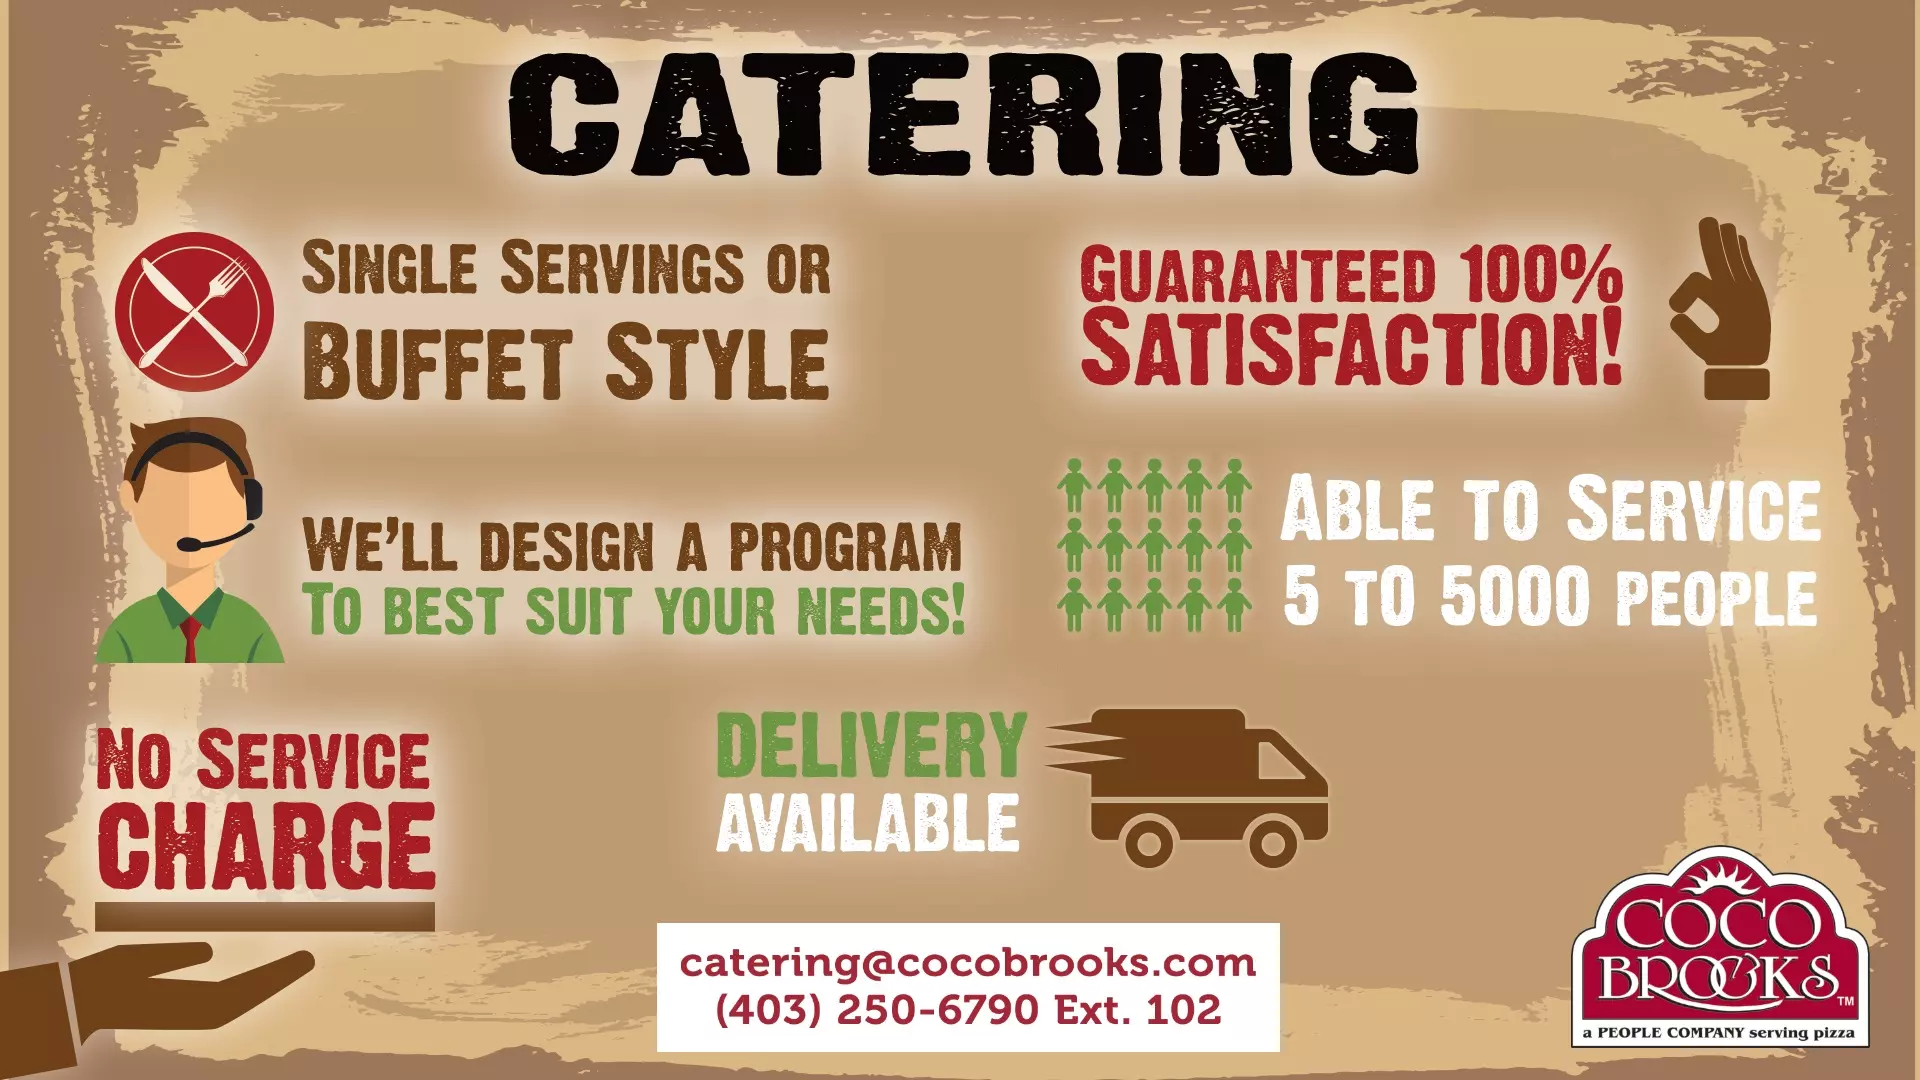 CATERING
SINGLE SERVINGS OR
BUFFET STYLE
GUARANTEED 100%
SATISFACTION!
WE'LL DESIGN A PROGRAM
TO BEST SUIT YOUR NEEDS!
ABLE TO SERVICE
5 TO 5000 PEOPLE
NO SERVICE
CHARGE
DELIVERY
AVAILABLE
catering@cocobrooks.com
(403) 250-6790 Ext. 102
COCO
BROOKS TM
a PEOPLE COMPANY serving pizza